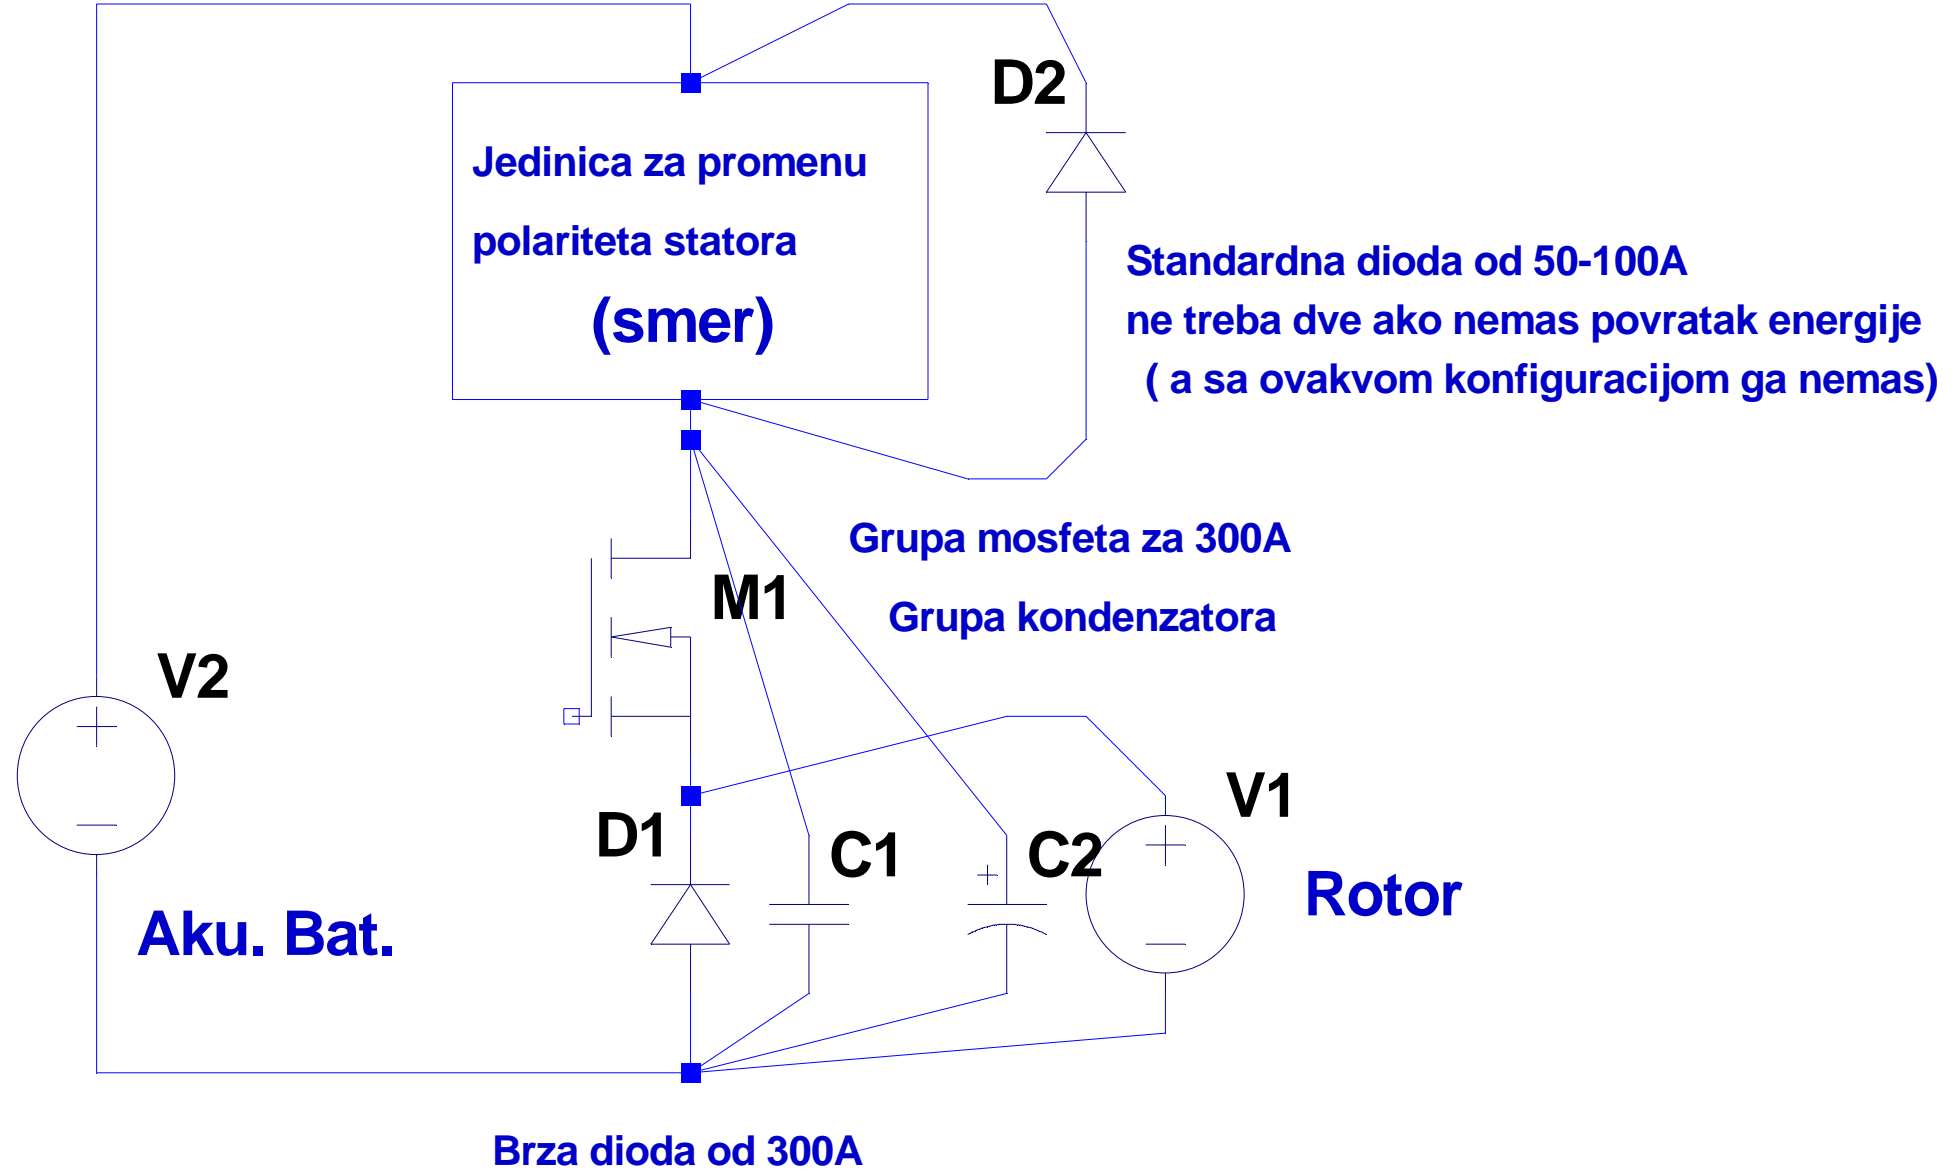 D2
Jedinica za promenu
polariteta statora
(smer)
Standardna dioda od 50-100A
ne treba dve ako nemas povratak energije
( a sa ovakvom konfiguracijom ga nemas)
Grupa mosfeta za 300A
M1
Grupa kondenzatora
V2
V1
D1
C1
C2
Rotor
Aku. Bat.
Brza dioda od 300A